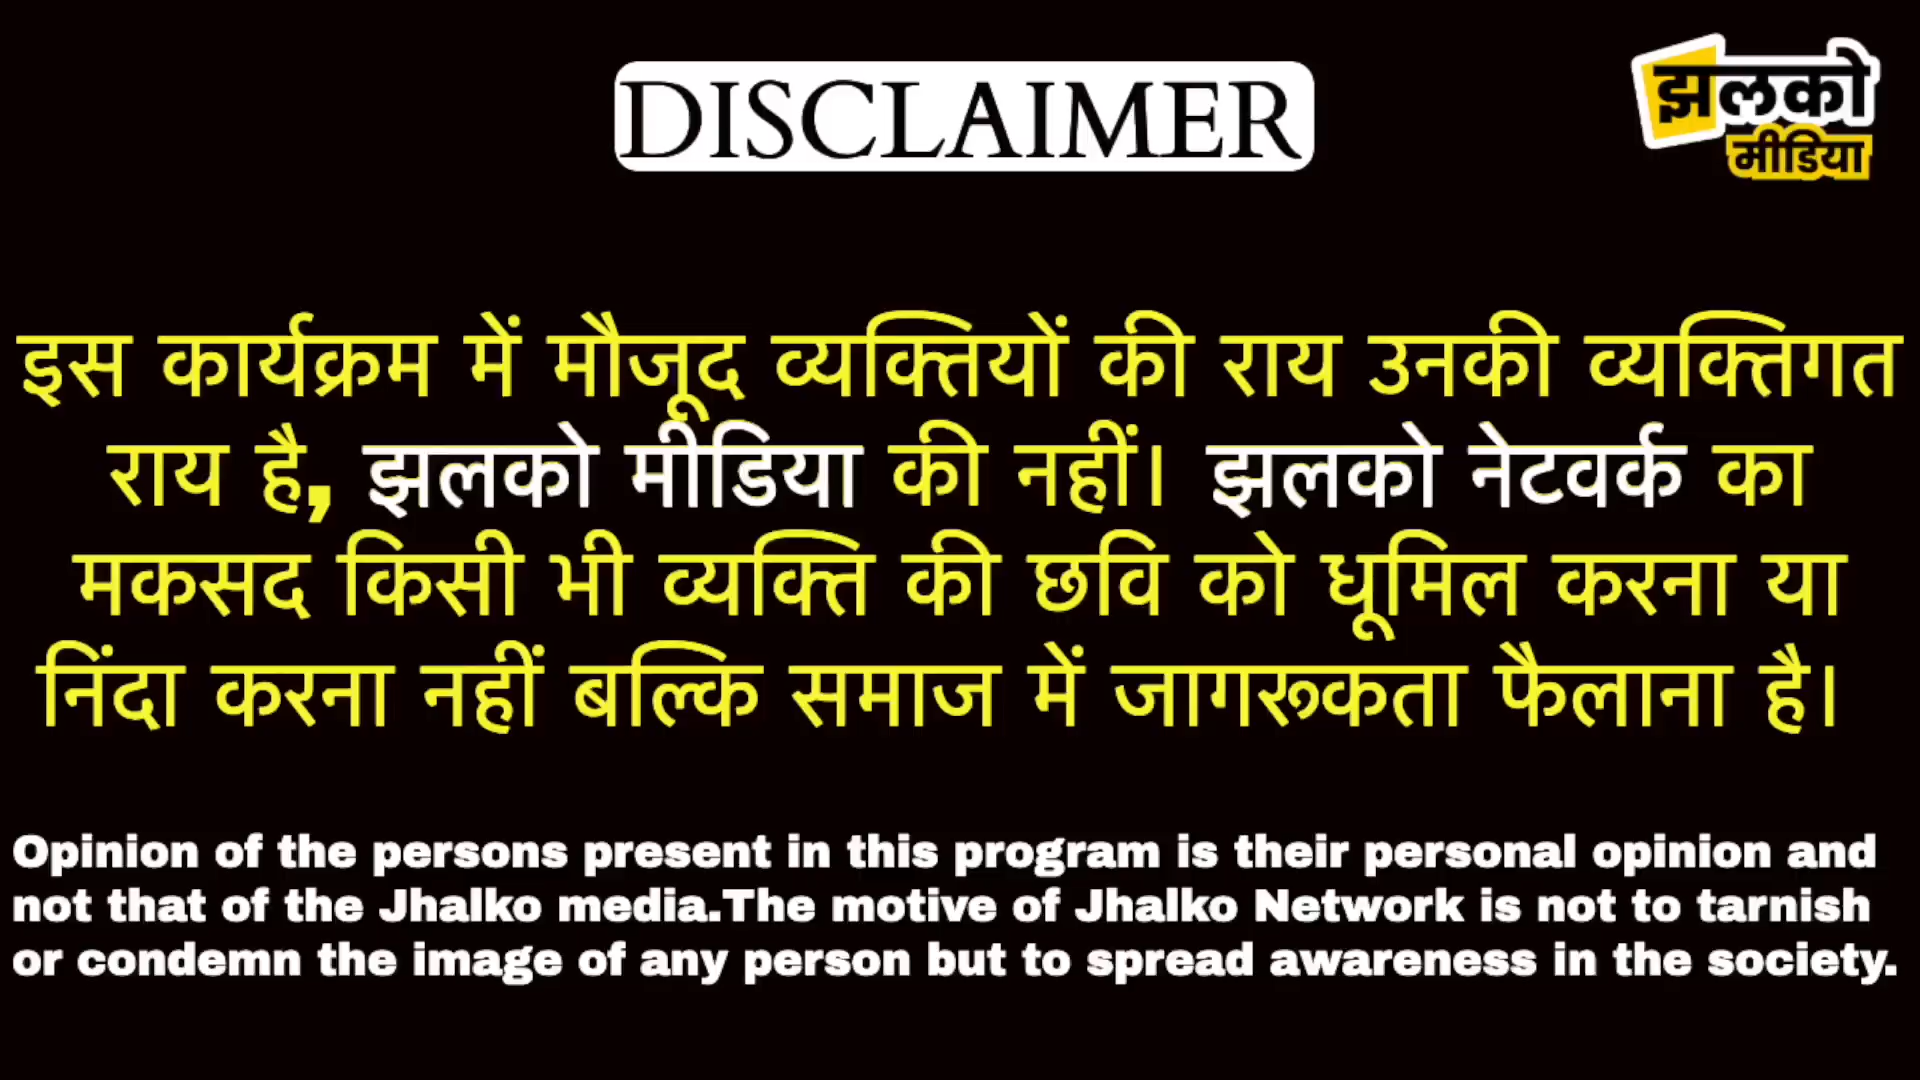 DISCLAIMER
झलको
मीडिया
इस कार्यक्रम में मौजूद व्यक्तियों की राय उनकी व्यक्तिगत
राय है, झलको मीडिया की नहीं। झलको नेटवर्क का
मकसद किसी भी व्यक्ति की छवि को धूमिल करना या
निंदा करना नहीं बल्कि समाज में जागरूकता फैलाना है।
Opinion of the persons present in this program is their personal opinion and
not that of the Jhalko media.The motive of Jhalko Network is not to tarnish
or condemn the image of any person but to spread awareness in the society.